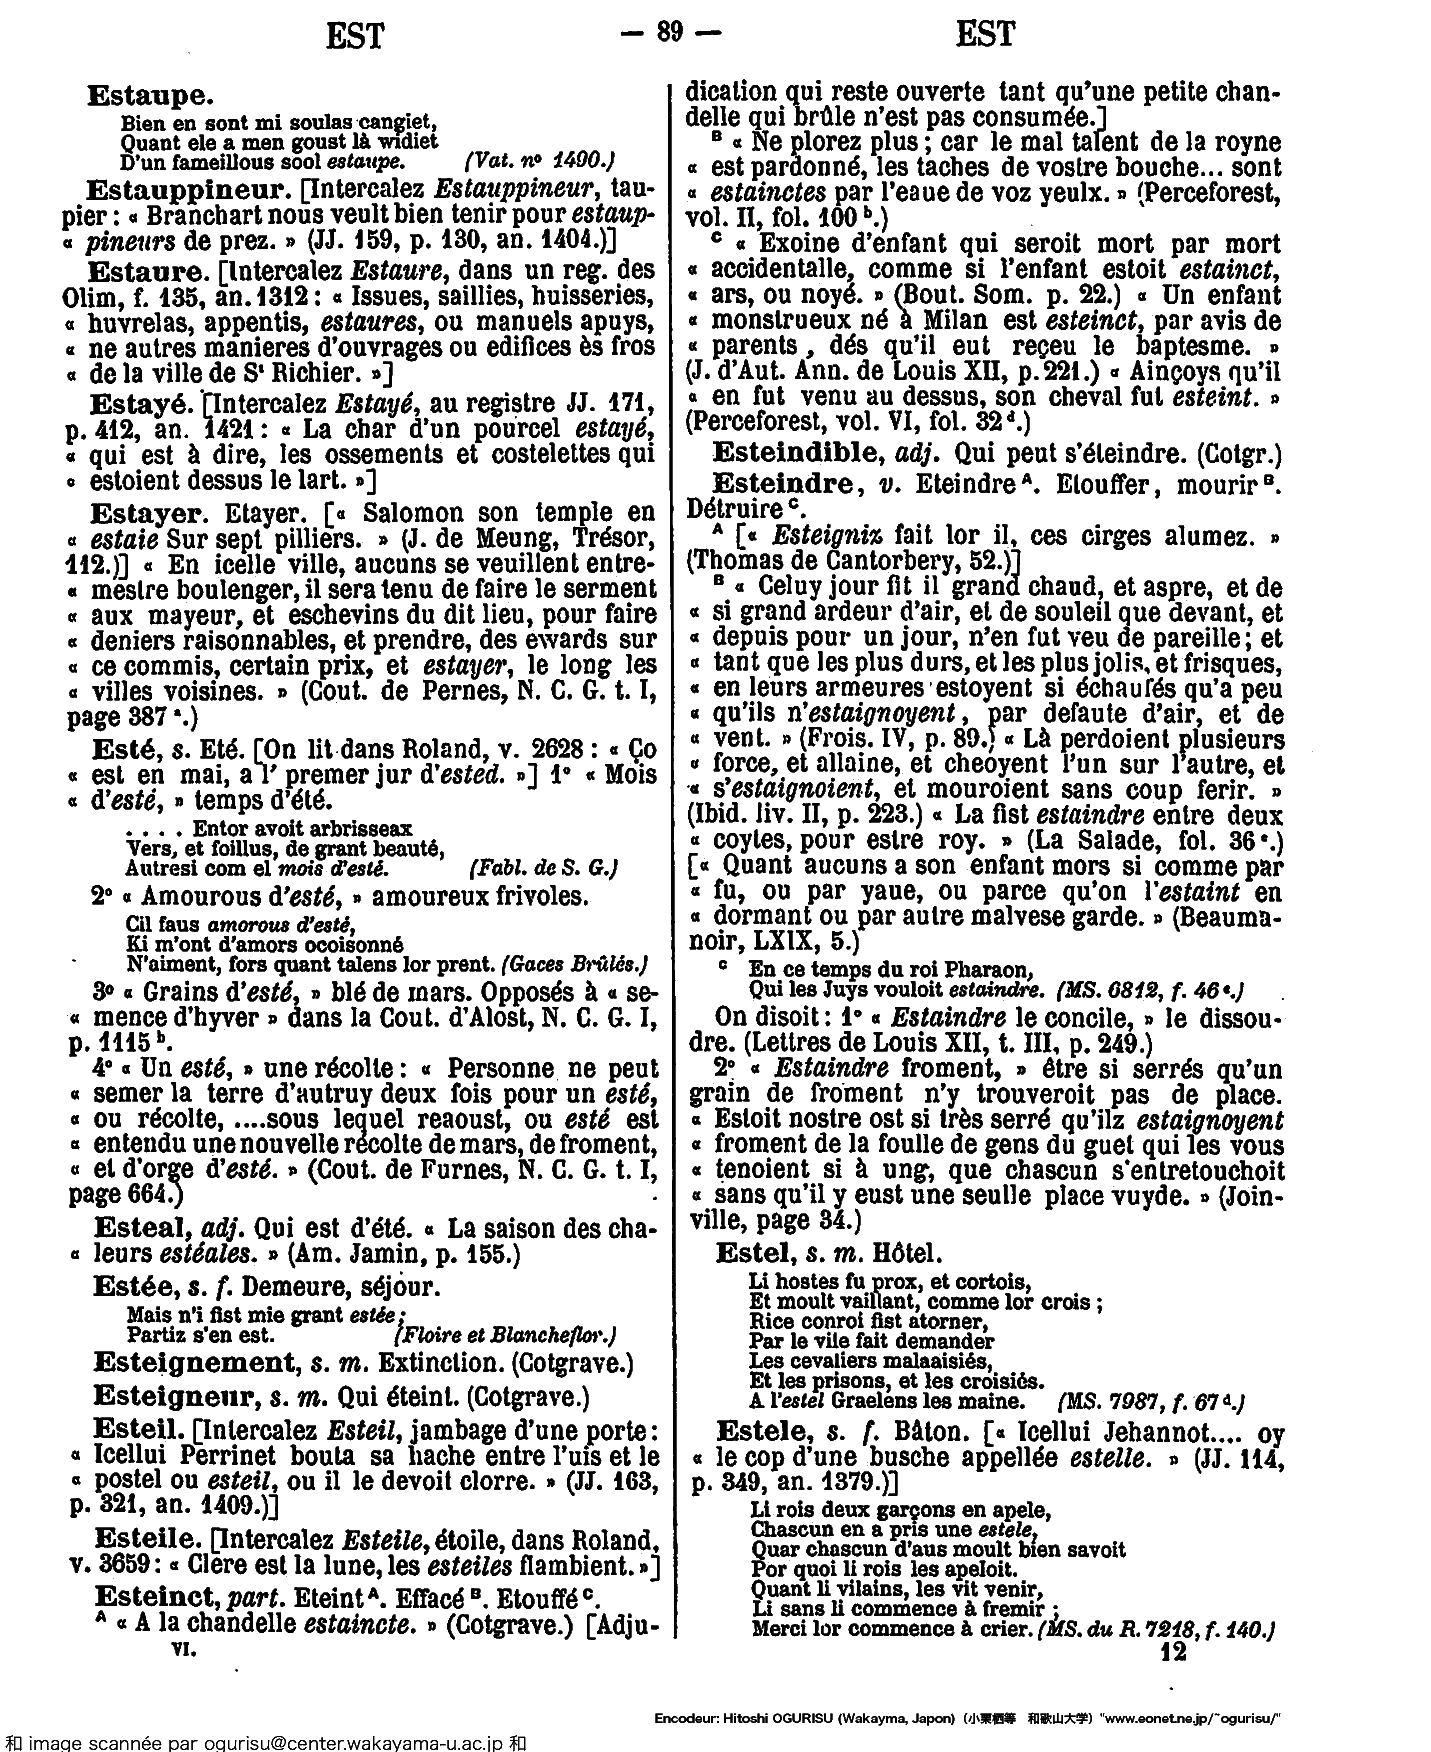 EST — 89 — EST
Estaupe.
Bien en sont mi soulas cangiet,
Quant ele a men goust là widiet
D'un fameillous sool estaupe. (Vat. nº 1490.)
Estauppineur. [Intercalez Estauppineur, tau-
pier : « Branchart nous veult bien tenir pour estaup-
« pineurs de prez. » (JJ. 159, p. 130, an. 1404.)]
Estaure. [Intercalez Estaure, dans un reg. des
Olim, f. 135, an. 1312 : « Issues, saillies, huisseries,
« huvrelas, appentis, estaures, ou manuels apuys,
« ne autres manieres d'ouvrages ou edifices ès fros
« de la ville de Sᵗ Richier. »]
Estayé. [Intercalez Estayé, au registre JJ. 171,
p. 412, an. 1421 : « La char d'un pourcel estayé,
« qui est à dire, les ossements et costelettes qui
« estoient dessus le lart. »]
Estayer. Etayer. [« Salomon son temple en
« estaie Sur sept pilliers. » (J. de Meung, Trésor,
112.)] « En icelle ville, aucuns se veuillent entre-
« mestre boulenger, il sera tenu de faire le serment
« aux mayeur, et eschevins du dit lieu, pour faire
« deniers raisonnables, et prendre, des ewards sur
« ce commis, certain prix, et estayer, le long les
« villes voisines. » (Cout. de Pernes, N. C. G. t. I,
page 387 ᵃ.)
Esté, s. Eté. [On lit dans Roland, v. 2628 : « Ço
« est en mai, a l' premer jur d'ested. »] 1º « Mois
« d'esté, » temps d'été.
. . . . Entor avoit arbrisseax
Vers, et foillus, de grant beauté,
Autresi com el mois d'esté. (Fabl. de S. G.)
2º « Amourous d'esté, » amoureux frivoles.
Cil faus amorous d'esté,
Ki m'ont d'amors ocoisonné
N'aiment, fors quant talens lor prent. (Gaces Brûlés.)
3º « Grains d'esté, » blé de mars. Opposés à « se-
« mence d'hyver » dans la Cout. d'Alost, N. C. G. I,
p. 1115 ᵇ.
4º « Un esté, » une récolte : « Personne ne peut
« semer la terre d'autruy deux fois pour un esté,
« ou récolte, ....sous lequel reaoust, ou esté est
« entendu une nouvelle récolte de mars, de froment,
« et d'orge d'esté. » (Cout. de Furnes, N. C. G. t. I,
page 664.)
Esteal, adj. Qui est d'été. « La saison des cha-
« leurs estéales. » (Am. Jamin, p. 155.)
Estée, s. f. Demeure, séjour.
Mais n'i fist mie grant estée ;
Partiz s'en est. (Floire et Blancheflor.)
Esteignement, s. m. Extinction. (Cotgrave.)
Esteigneur, s. m. Qui éteint. (Cotgrave.)
Esteil. [Intercalez Esteil, jambage d'une porte :
« Icellui Perrinet bouta sa hache entre l'uis et le
« postel ou esteil, ou il le devoit clorre. » (JJ. 163,
p. 321, an. 1409.)]
Esteile. [Intercalez Esteile, étoile, dans Roland,
v. 3659 : « Clere est la lune, les esteiles flambient. »]
Esteinct, part. Eteint ᴬ. Effacé ᴮ. Etouffé ᶜ.
ᴬ « A la chandelle estaincte. » (Cotgrave.) [Adju-
VI.
dication qui reste ouverte tant qu'une petite chan-
delle qui brûle n'est pas consumée.]
ᴮ « Ne plorez plus ; car le mal talent de la royne
« est pardonné, les taches de vostre bouche... sont
« estainctes par l'eaue de voz yeulx. » (Perceforest,
vol. II, fol. 100 ᵇ.)
ᶜ « Exoine d'enfant qui seroit mort par mort
« accidentalle, comme si l'enfant estoit estainct,
« ars, ou noyé. » (Bout. Som. p. 22.) « Un enfant
« monstrueux né à Milan est esteinct, par avis de
« parents, dés qu'il eut reçeu le baptesme. »
(J. d'Aut. Ann. de Louis XII, p. 221.) « Ainçoys qu'il
« en fut venu au dessus, son cheval fut esteint. »
(Perceforest, vol. VI, fol. 32 ᵈ.)
Esteindible, adj. Qui peut s'éteindre. (Cotgr.)
Esteindre, v. Eteindre ᴬ. Etouffer, mourir ᴮ.
Détruire ᶜ.
ᴬ [« Esteigniz fait lor il, ces cirges alumez. »
(Thomas de Cantorbery, 52.)]
ᴮ « Celuy jour fit il grand chaud, et aspre, et de
« si grand ardeur d'air, et de souleil que devant, et
« depuis pour un jour, n'en fut veu de pareille ; et
« tant que les plus durs, et les plus jolis, et frisques,
« en leurs armeures estoyent si échaufés qu'a peu
« qu'ils n'estaignoyent, par defaute d'air, et de
« vent. » (Frois. IV, p. 89.) « Là perdoient plusieurs
« force, et allaine, et cheoyent l'un sur l'autre, et
« s'estaignoient, et mouroient sans coup ferir. »
(Ibid. liv. II, p. 223.) « La fist estaindre entre deux
« coytes, pour estre roy. » (La Salade, fol. 36 ᵉ.)
[« Quant aucuns a son enfant mors si comme par
« fu, ou par yaue, ou parce qu'on l'estaint en
« dormant ou par autre malvese garde. » (Beauma-
noir, LXIX, 5.)
ᶜ En ce temps du roi Pharaon,
Qui les Juys vouloit estaindre. (MS. 6812, f. 46 ᶜ.)
On disoit : 1º « Estaindre le concile, » le dissou-
dre. (Lettres de Louis XII, t. III, p. 249.)
2º « Estaindre froment, » être si serrés qu'un
grain de froment n'y trouveroit pas de place.
« Estoit nostre ost si très serré qu'ilz estaignoyent
« froment de la foulle de gens du guet qui les vous
« tenoient si à ung, que chascun s'entretouchoit
« sans qu'il y eust une seulle place vuyde. » (Join-
ville, page 34.)
Estel, s. m. Hôtel.
Li hostes fu prox, et cortois,
Et moult vaillant, comme lor crois ;
Rice conroi fist atorner,
Par le vile fait demander
Les cevaliers malaaisiés,
Et les prisons, et les croisiés.
A l'estel Graelens les maine. (MS. 7987, f. 67 ᵈ.)
Estele, s. f. Bâton. [« Icellui Jehannot.... oy
« le cop d'une busche appellée estelle. » (JJ. 114,
p. 349, an. 1379.)]
Li rois deux garçons en apele,
Chascun en a pris une estele,
Quar chascun d'aus moult bien savoit
Por quoi li rois les apeloit.
Quant li vilains, les vit venir,
Li sans li commence à fremir ;
Merci lor commence à crier. (MS. du R. 7218, f. 140.)
12
Encodeur: Hitoshi OGURISU (Wakayma, Japon) (小栗栖等 和歌山大学) "www.eonet.ne.jp/~ogurisu/"
和 image scannée par ogurisu@center.wakayama-u.ac.jp 和